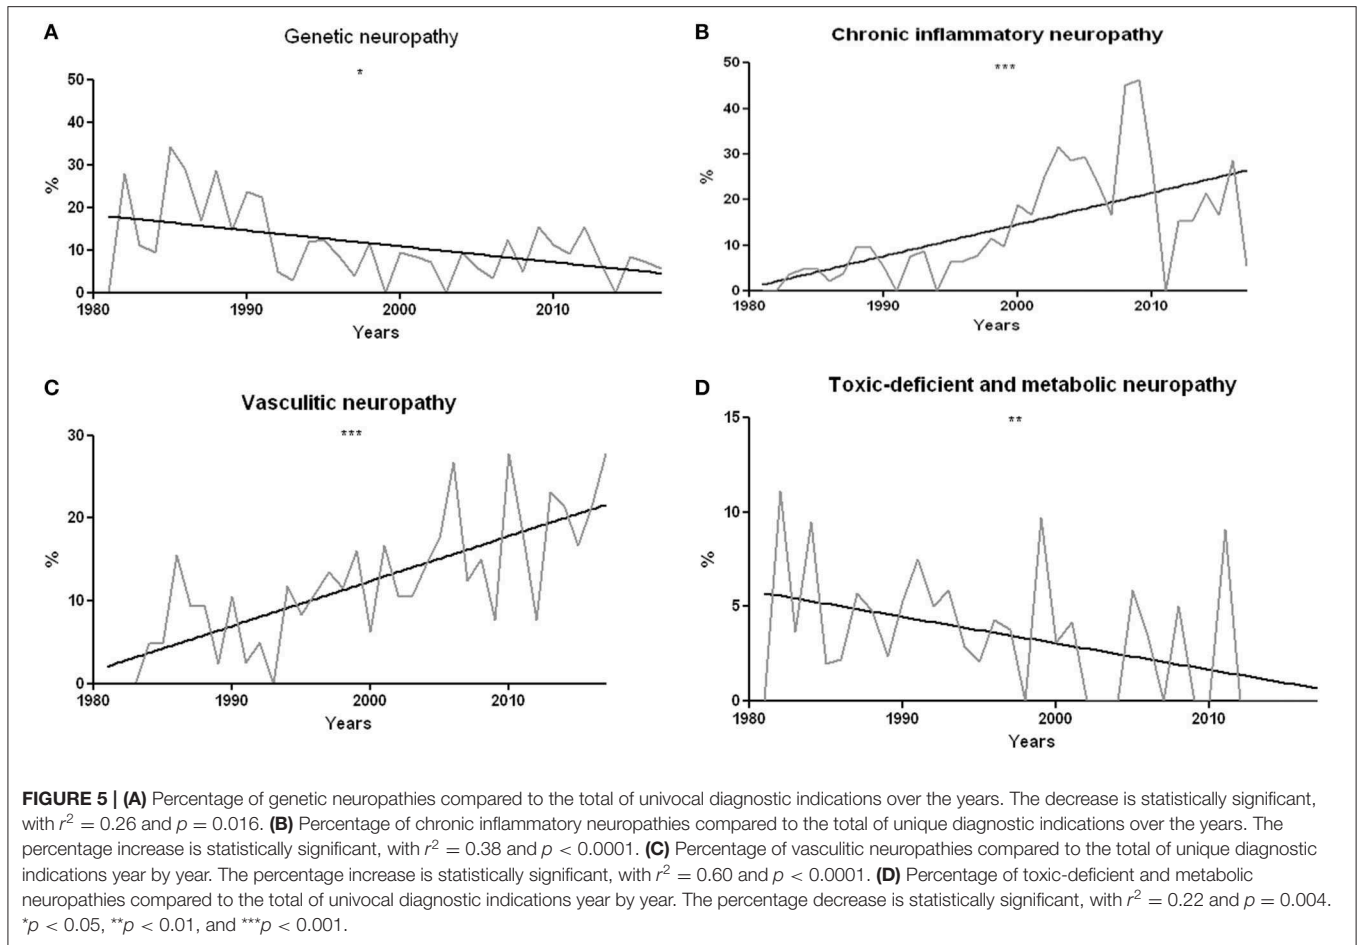 A
Genetic neuropathy
*
50
40
30
20
10
0
%
1980
1990
2000
2010
Years
B
Chronic inflammatory neuropathy
***
50
40
30
20
10
0
%
1980
1990
2000
2010
Years
C
Vasculitic neuropathy
***
30
20
10
0
%
1980
1990
2000
2010
Years
D
Toxic-deficient and metabolic neuropathy
**
15
10
5
0
%
1980
1990
2000
2010
Years
FIGURE 5 | (A) Percentage of genetic neuropathies compared to the total of univocal diagnostic indications over the years. The decrease is statistically significant,
with r² = 0.26 and p = 0.016. (B) Percentage of chronic inflammatory neuropathies compared to the total of unique diagnostic indications over the years. The
percentage increase is statistically significant, with r² = 0.38 and p < 0.0001. (C) Percentage of vasculitic neuropathies compared to the total of unique diagnostic
indications year by year. The percentage increase is statistically significant, with r² = 0.60 and p < 0.0001. (D) Percentage of toxic-deficient and metabolic
neuropathies compared to the total of univocal diagnostic indications year by year. The percentage decrease is statistically significant, with r² = 0.22 and p = 0.004.
*p < 0.05, **p < 0.01, and ***p < 0.001.